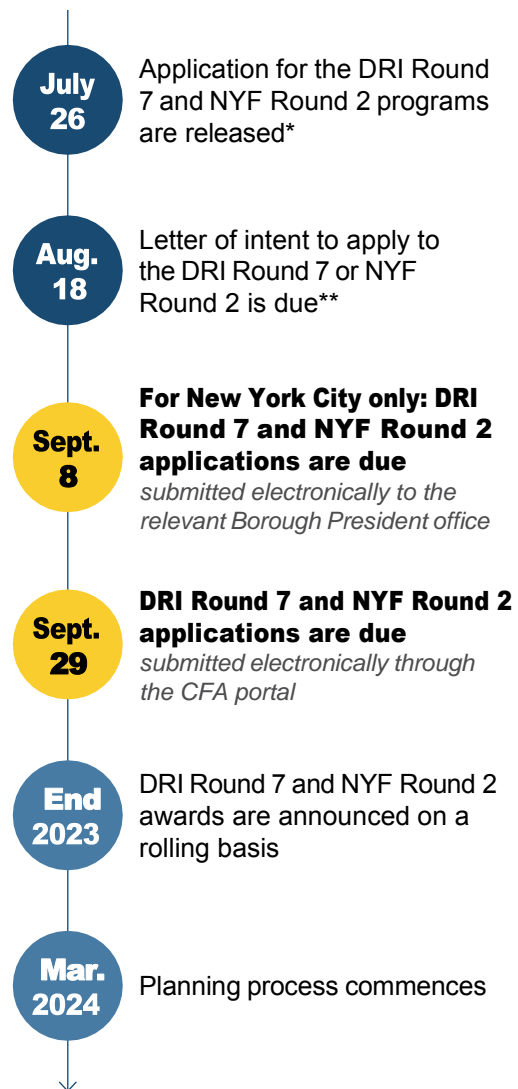 July
26
Application for the DRI Round
7 and NYF Round 2 programs
are released*
Aug.
18
Letter of intent to apply to
the DRI Round 7 or NYF
Round 2 is due**
Sept.
8
For New York City only: DRI
Round 7 and NYF Round 2
applications are due
submitted electronically to the
relevant Borough President office
Sept.
29
DRI Round 7 and NYF Round 2
applications are due
submitted electronically through
the CFA portal
End
2023
DRI Round 7 and NYF Round 2
awards are announced on a
rolling basis
Mar.
2024
Planning process commences